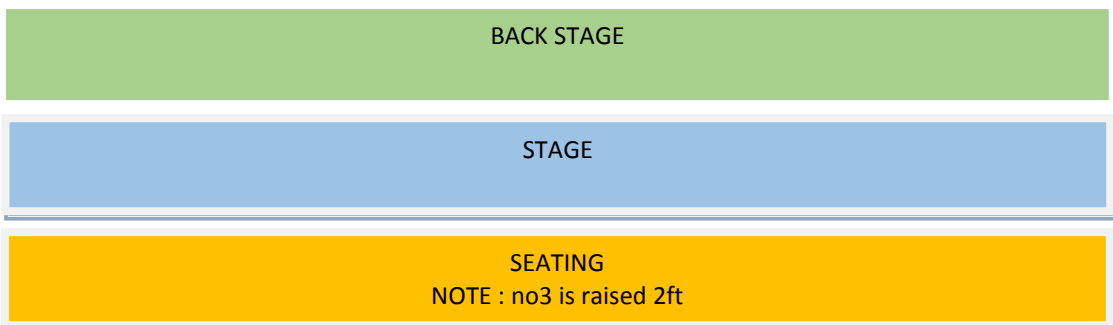 BACK STAGE
STAGE
SEATING
NOTE : no3 is raised 2ft